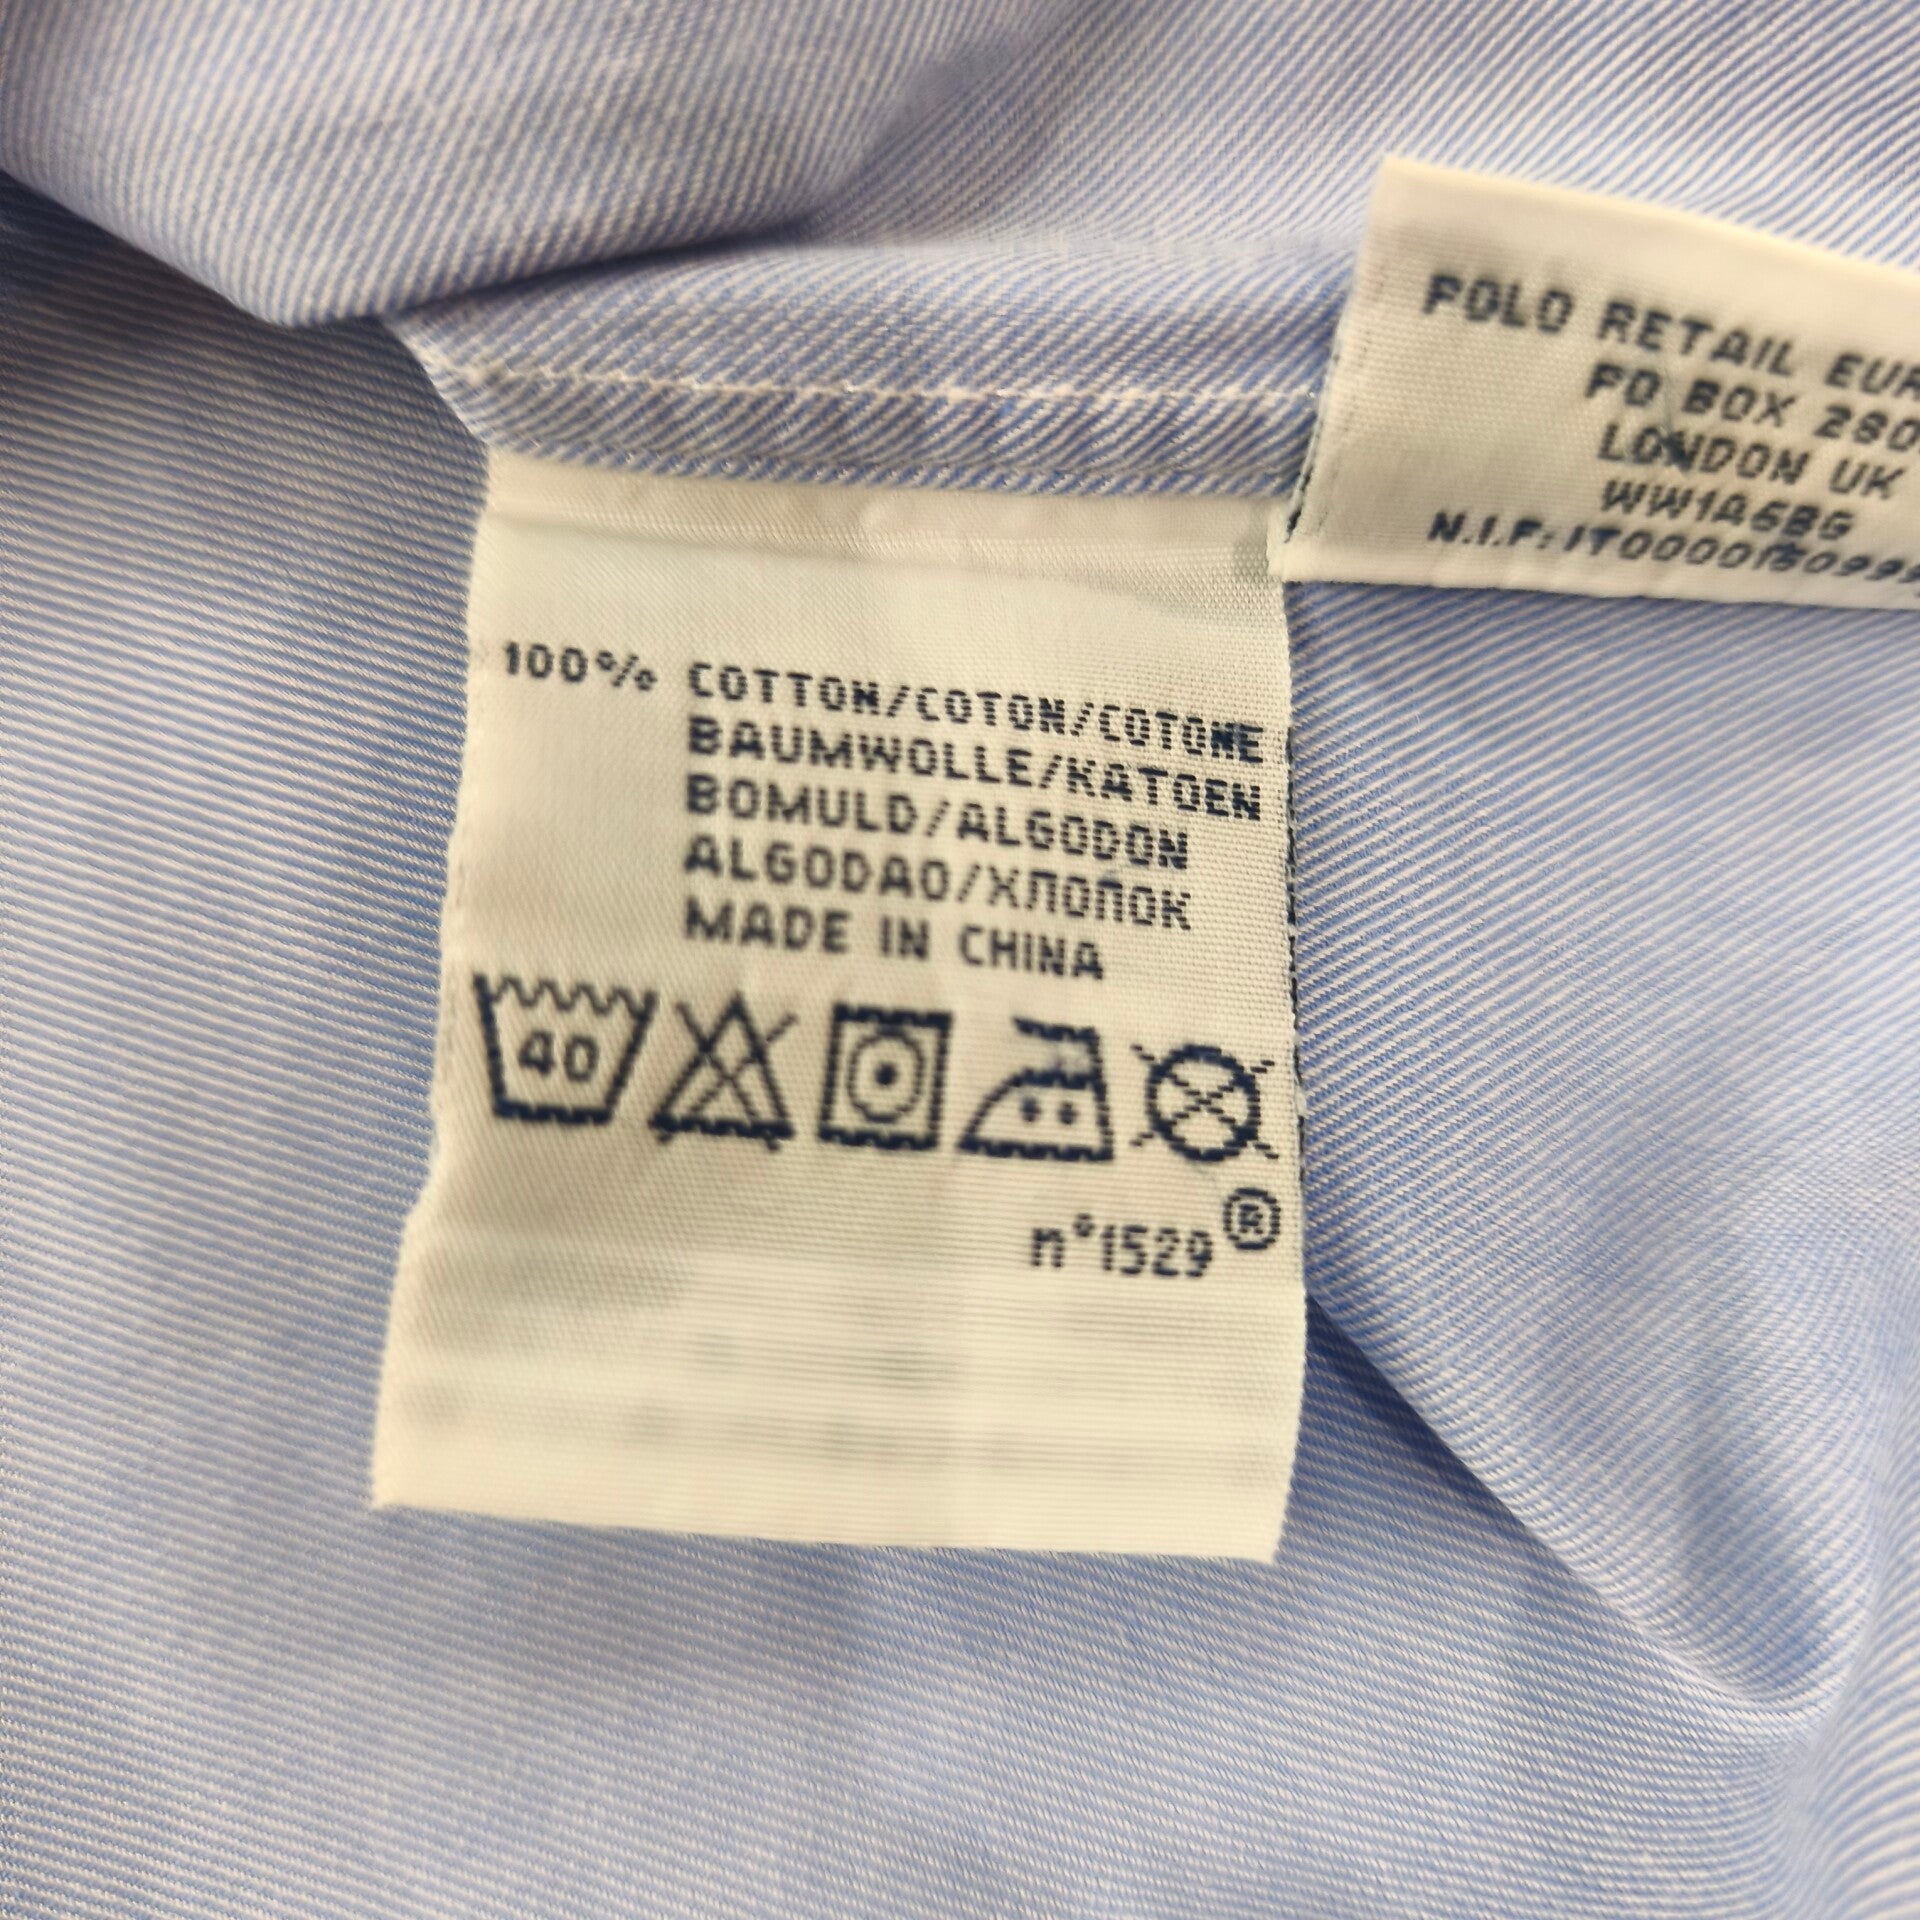 POLO RETAIL EUR
PO BOX 280
LONDON UK
WW1A6BG
100% COTTON/COTON/COTONE
BAUMWOLLE/KATOEN
BOMULD/ALGODON
ALGODAO/ХЛОПОК
MADE IN CHINA
40
n°1529®